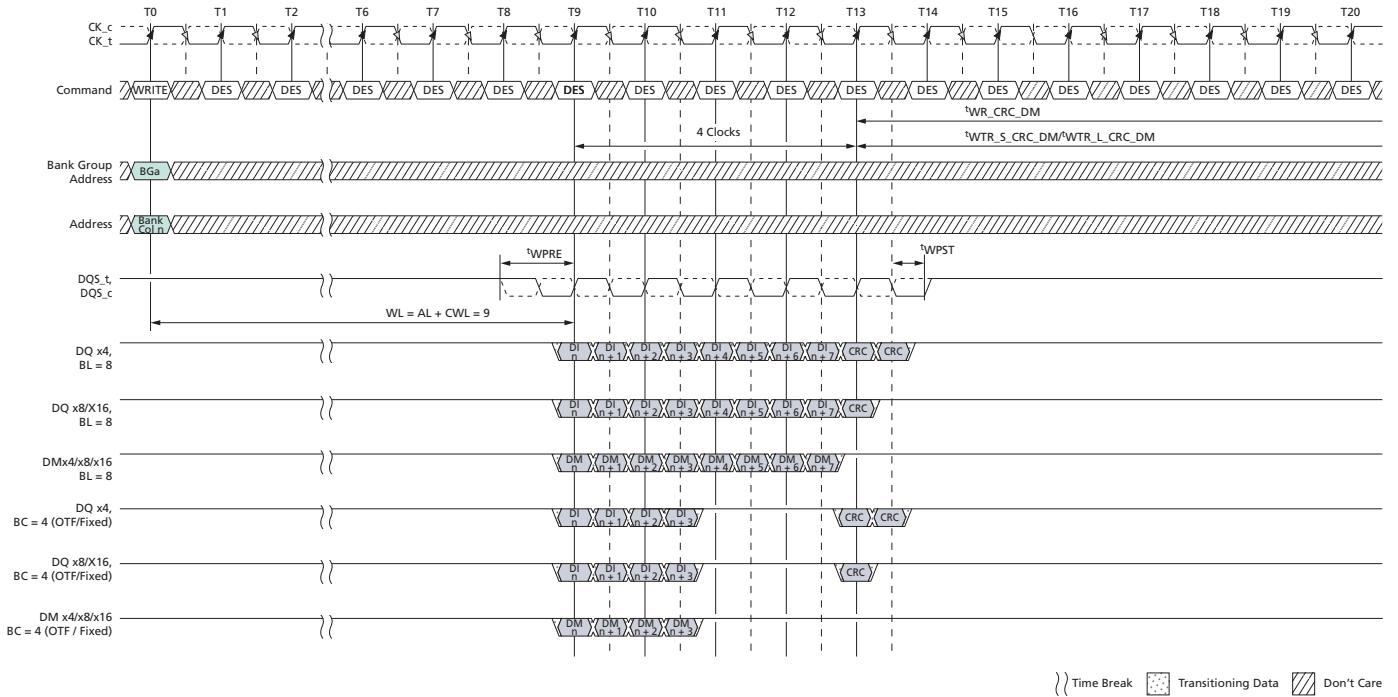 T0 T1 T2 T6 T7 T8 T9 T10 T11 T12 T13 T14 T15 T16 T17 T18 T19 T20
CK_c
CK_t
Command WRITE DES DES DES DES DES DES DES DES DES DES DES DES DES DES DES DES DES
tWR_CRC_DM
4 Clocks
tWTR_S_CRC_DM/tWTR_L_CRC_DM
Bank Group
Address
BGa
Address
Bank
Col n
tWPRE
tWPST
DQS_t,
DQS_c
WL = AL + CWL = 9
DQ x4,
BL = 8
DI n DI n + 1 DI n + 2 DI n + 3 DI n + 4 DI n + 5 DI n + 6 DI n + 7 CRC CRC
DQ x8/X16,
BL = 8
DI n DI n + 1 DI n + 2 DI n + 3 DI n + 4 DI n + 5 DI n + 6 DI n + 7 CRC
DMx4/x8/x16
BL = 8
DM n DM n + 1 DM n + 2 DM n + 3 DM n + 4 DM n + 5 DM n + 6 DM n + 7
DQ x4,
BC = 4 (OTF/Fixed)
DI n DI n + 1 DI n + 2 DI n + 3 CRC CRC
DQ x8/X16,
BC = 4 (OTF/Fixed)
DI n DI n + 1 DI n + 2 DI n + 3 CRC
DM x4/x8/x16
BC = 4 (OTF / Fixed)
DM n DM n + 1 DM n + 2 DM n + 3
Time Break Transitioning Data Don't Care